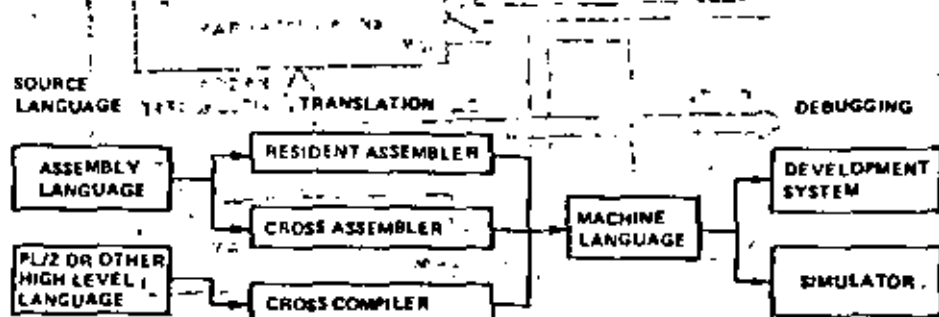 SOURCE
LANGUAGE
TRANSLATION
DEBUGGING
ASSEMBLY
LANGUAGE
RESIDENT ASSEMBLER
CROSS ASSEMBLER
PL/Z OR OTHER
HIGH LEVEL
LANGUAGE
CROSS COMPILER
MACHINE
LANGUAGE
DEVELOPMENT
SYSTEM
SIMULATOR